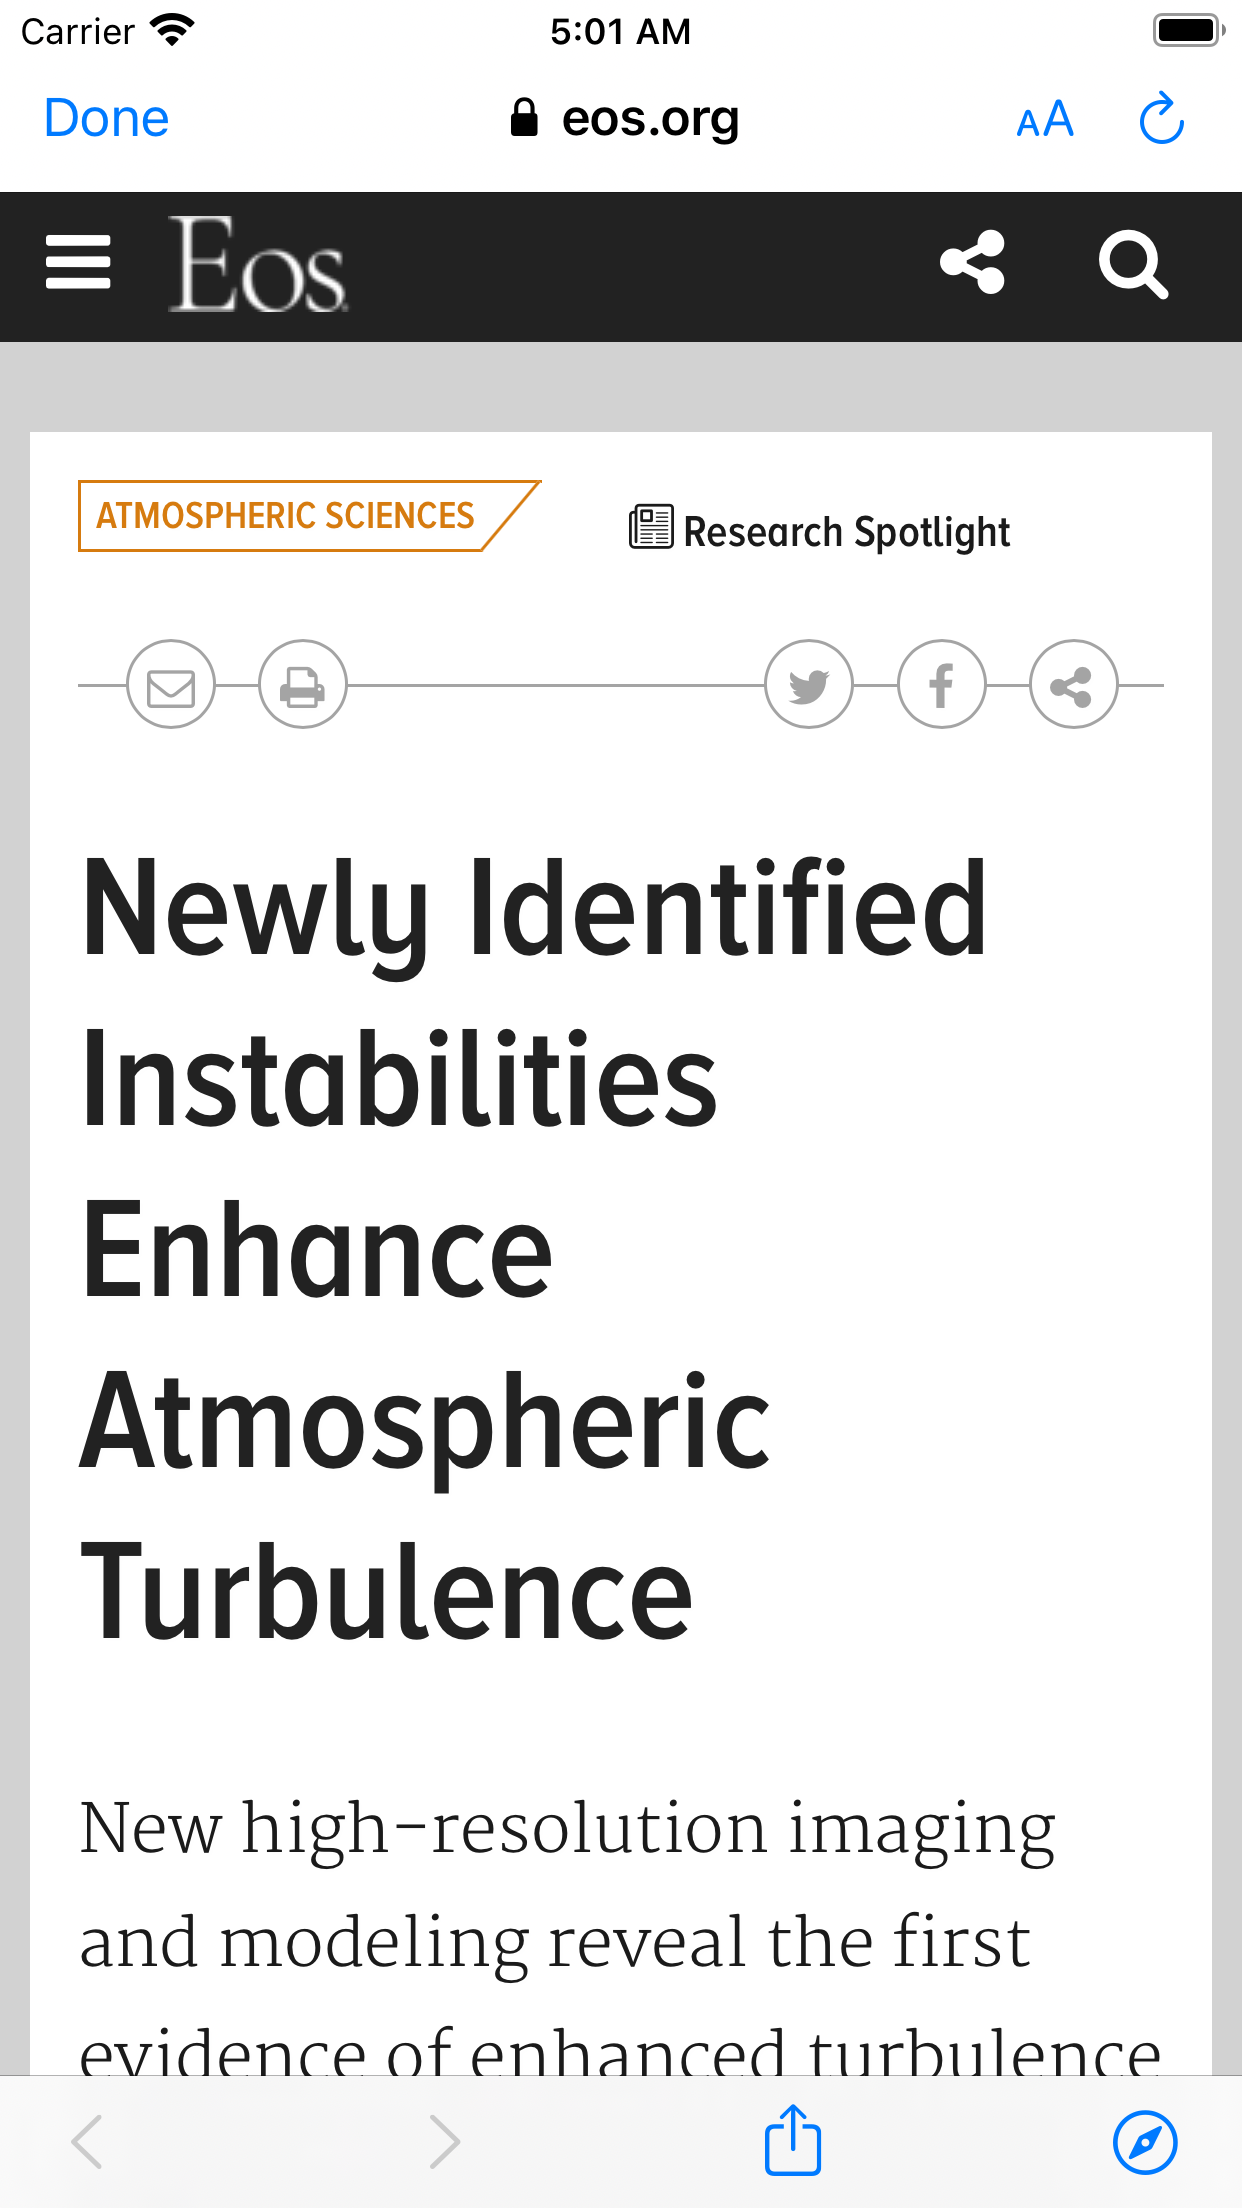 Carrier 5:01 AM
Done eos.org AA
Eos
ATMOSPHERIC SCIENCES Research Spotlight
Newly Identified
Instabilities
Enhance
Atmospheric
Turbulence
New high-resolution imaging
and modeling reveal the first
evidence of enhanced turbulence